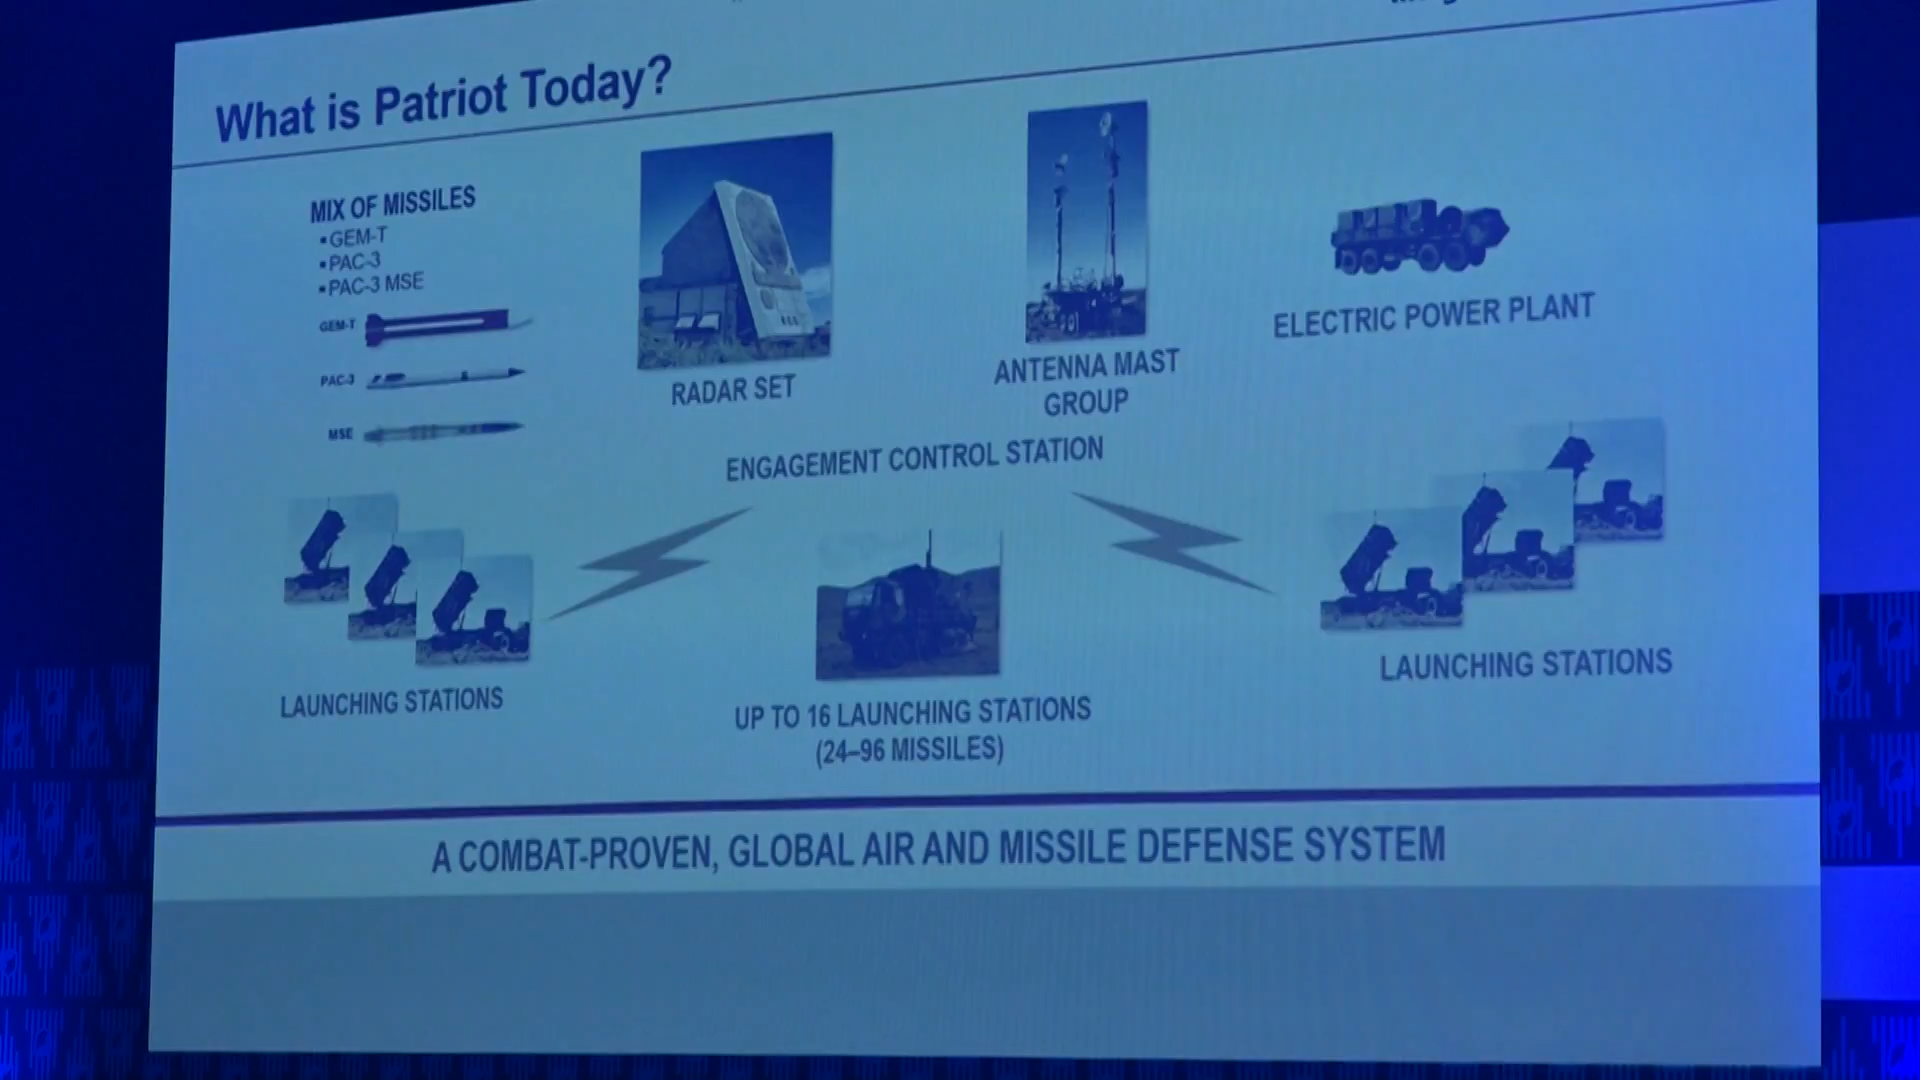 What is Patriot Today?
MIX OF MISSILES
▪GEM-T
▪PAC-3
▪PAC-3 MSE
GEM-T
PAC-3
MSE
RADAR SET
ANTENNA MAST
GROUP
ELECTRIC POWER PLANT
ENGAGEMENT CONTROL STATION
LAUNCHING STATIONS
UP TO 16 LAUNCHING STATIONS
(24–96 MISSILES)
LAUNCHING STATIONS
A COMBAT-PROVEN, GLOBAL AIR AND MISSILE DEFENSE SYSTEM